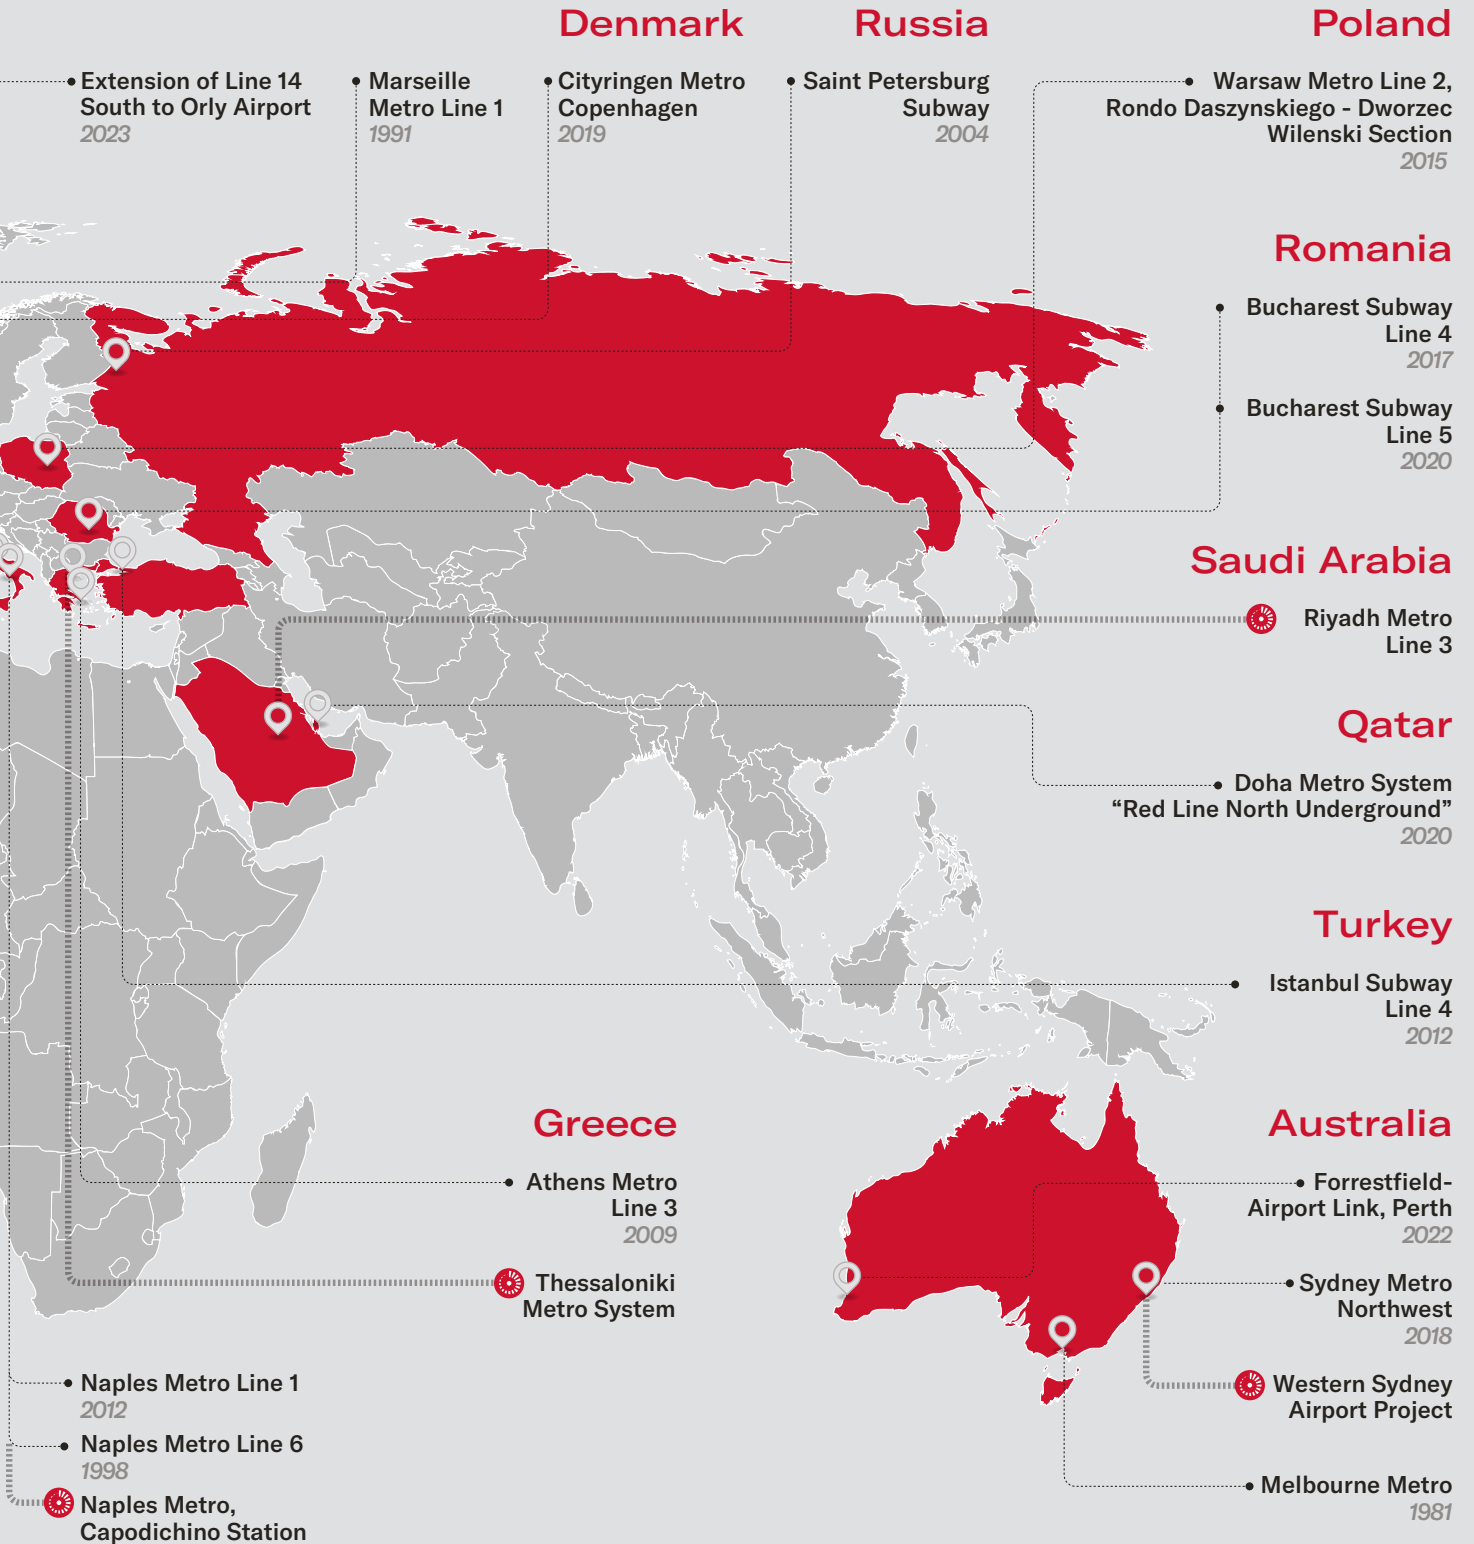 Denmark
Russia
Poland
Extension of Line 14
South to Orly Airport
2023
Marseille
Metro Line 1
1991
Cityringen Metro
Copenhagen
2019
Saint Petersburg
Subway
2004
Warsaw Metro Line 2,
Rondo Daszynskiego - Dworzec
Wilenski Section
2015
Romania
Bucharest Subway
Line 4
2017
Bucharest Subway
Line 5
2020
Saudi Arabia
Riyadh Metro
Line 3
Qatar
Doha Metro System
“Red Line North Underground”
2020
Turkey
Istanbul Subway
Line 4
2012
Greece
Athens Metro
Line 3
2009
Thessaloniki
Metro System
Australia
Forrestfield-
Airport Link, Perth
2022
Sydney Metro
Northwest
2018
Western Sydney
Airport Project
Melbourne Metro
1981
Naples Metro Line 1
2012
Naples Metro Line 6
1998
Naples Metro,
Capodichino Station